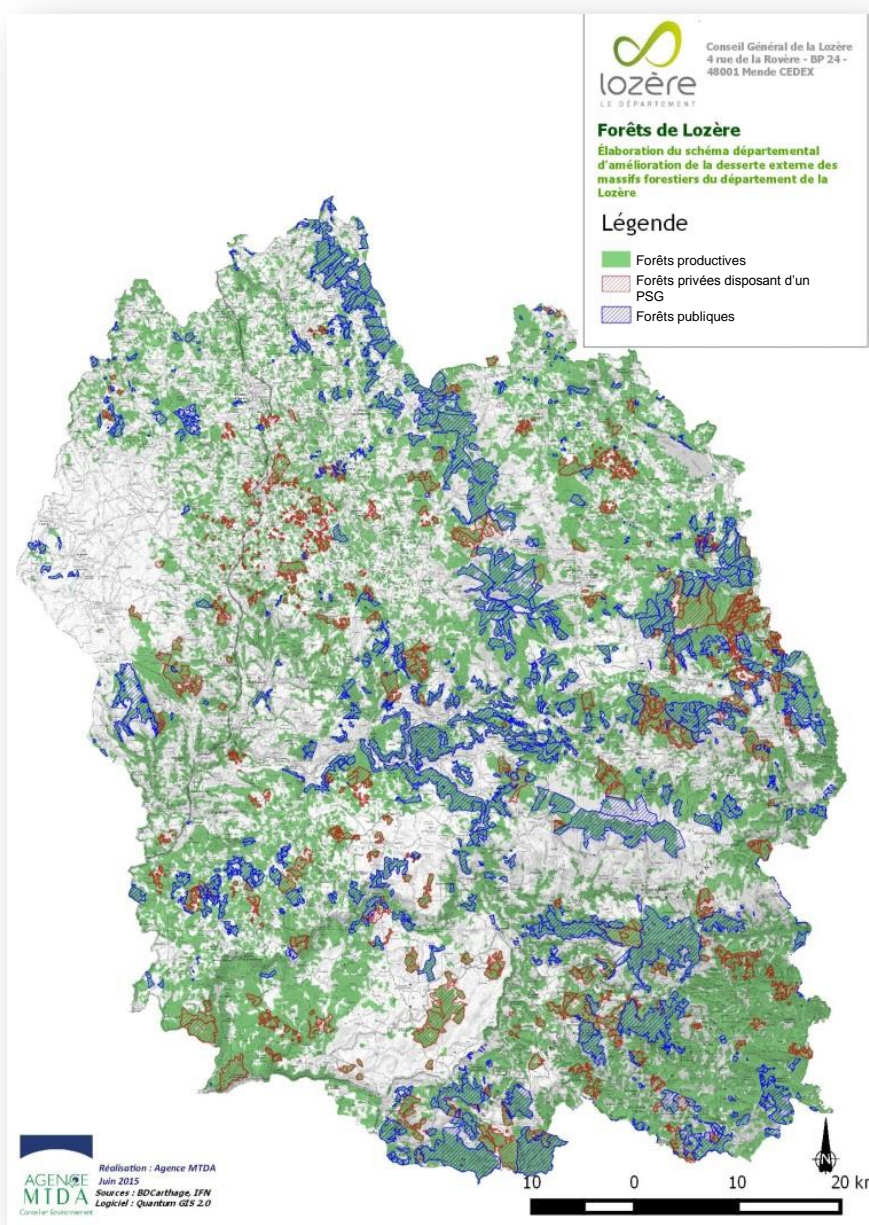 lozère
LE DÉPARTEMENT
Conseil Général de la Lozère
4 rue de la Rovère - BP 24 -
48001 Mende CEDEX
Forêts de Lozère
Élaboration du schéma départemental
d'amélioration de la desserte externe des
massifs forestiers du département de la
Lozère
Légende
Forêts productives
Forêts privées disposant d'un
PSG
Forêts publiques
AGENCE
MTDA
Conseil en Environnement
Réalisation : Agence MTDA
Juin 2015
Sources : BDCarthage, IFN
Logiciel : Quantum GIS 2.0
N
10 0 10 20 km